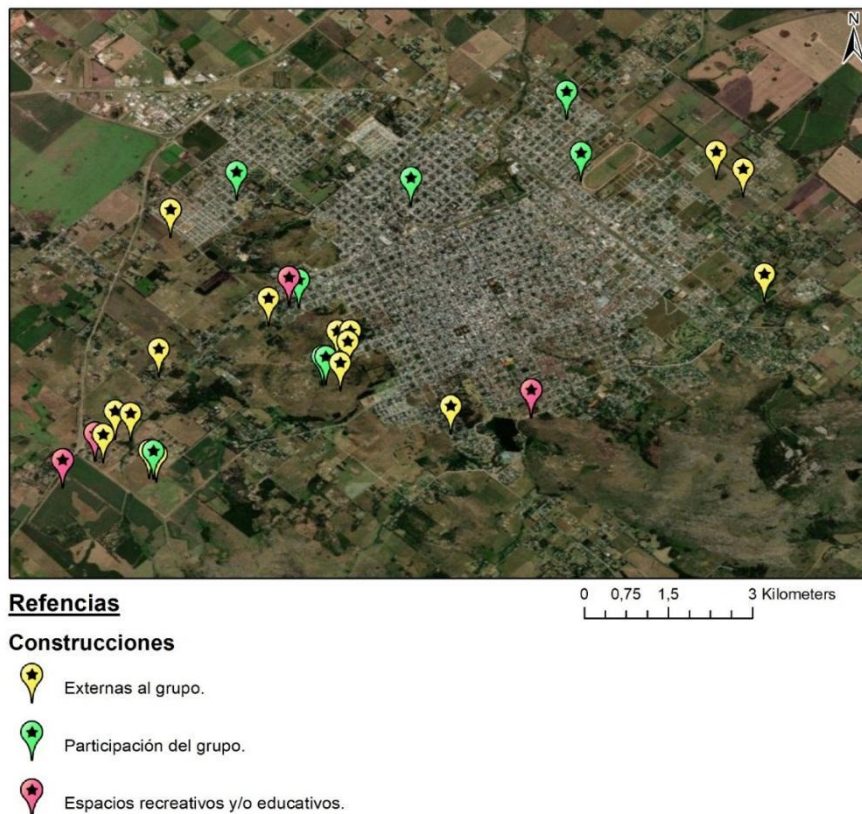 N
0 0,75 1,5 3 Kilometers
Refencias
Construcciones
Externas al grupo.
Participación del grupo.
Espacios recreativos y/o educativos.